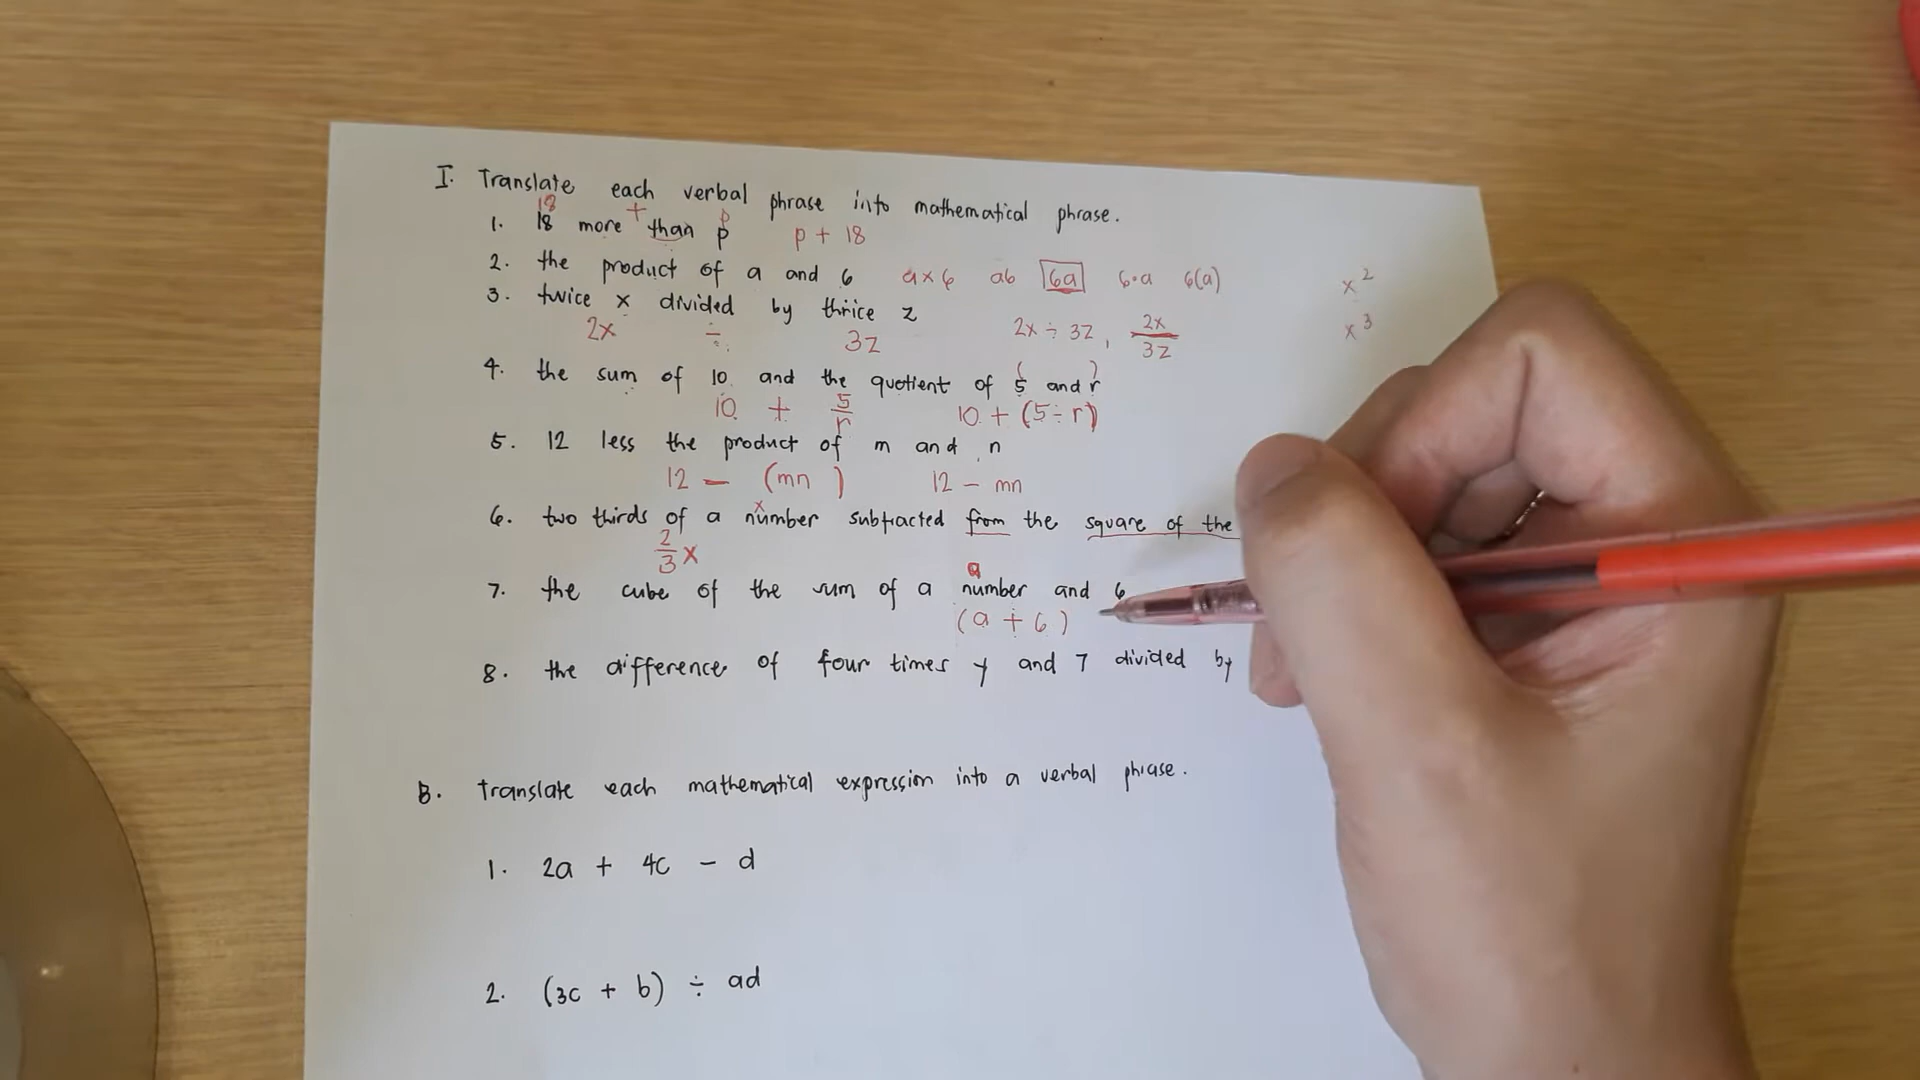 I. Translate each verbal phrase into mathematical phrase.
18 + p
1. 18 more than p p + 18
2. the product of a and 6 a × 6 a6 6a 6·a 6(a) x²
3. twice x divided by thrice z x³
2x ÷ 3z 2x ÷ 3z, 2x/3z
4. the sum of 10 and the quotient of 5 and r
10 + 5/r 10 + (5 ÷ r)
5. 12 less the product of m and n
12 − (mn) 12 − mn
x
6. two thirds of a number subtracted from the square of the
2/3 x
a
7. the cube of the sum of a number and 6
(a + 6)
8. the difference of four times y and 7 divided by
B. Translate each mathematical expression into a verbal phrase.
1. 2a + 4c − d
2. (3c + b) ÷ ad